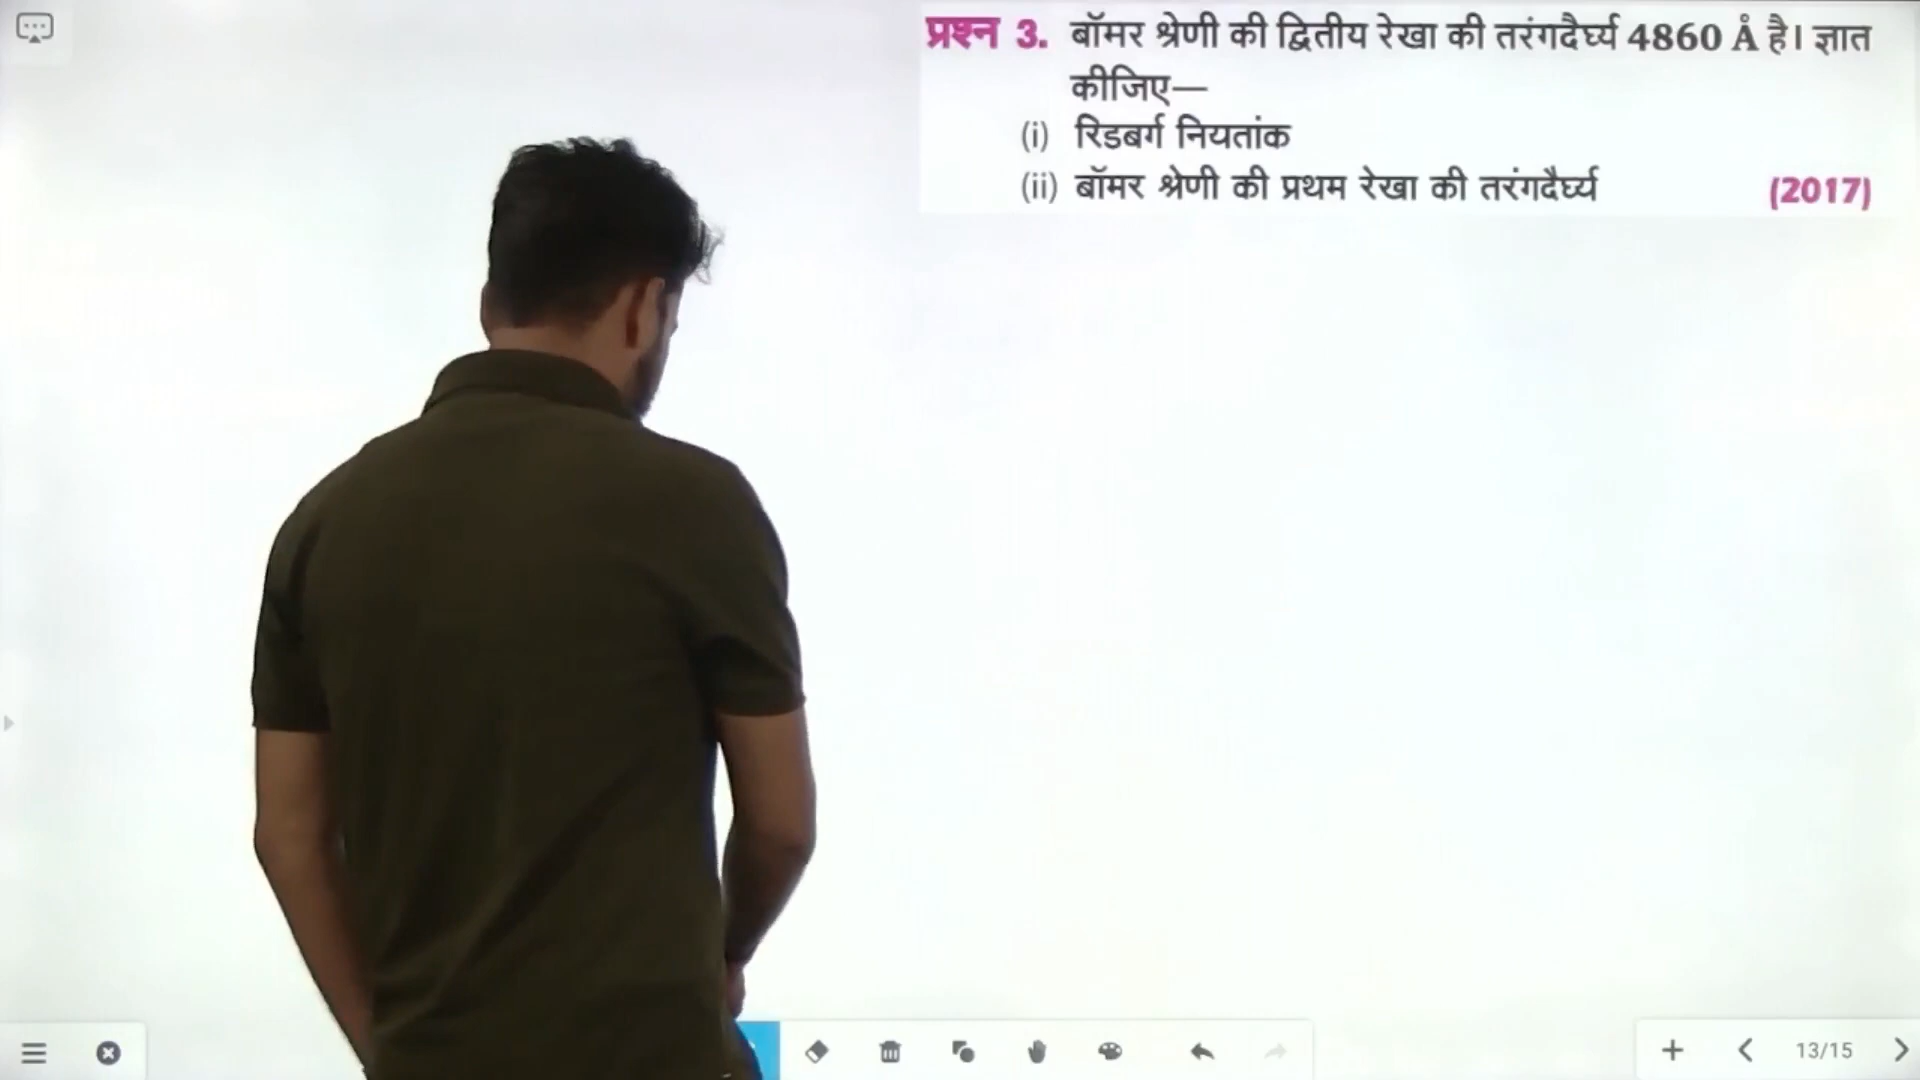 प्रश्न 3. बॉमर श्रेणी की द्वितीय रेखा की तरंगदैर्घ्य 4860 Å है। ज्ञात
कीजिए—
(i) रिडबर्ग नियतांक
(ii) बॉमर श्रेणी की प्रथम रेखा की तरंगदैर्घ्य (2017)
13/15